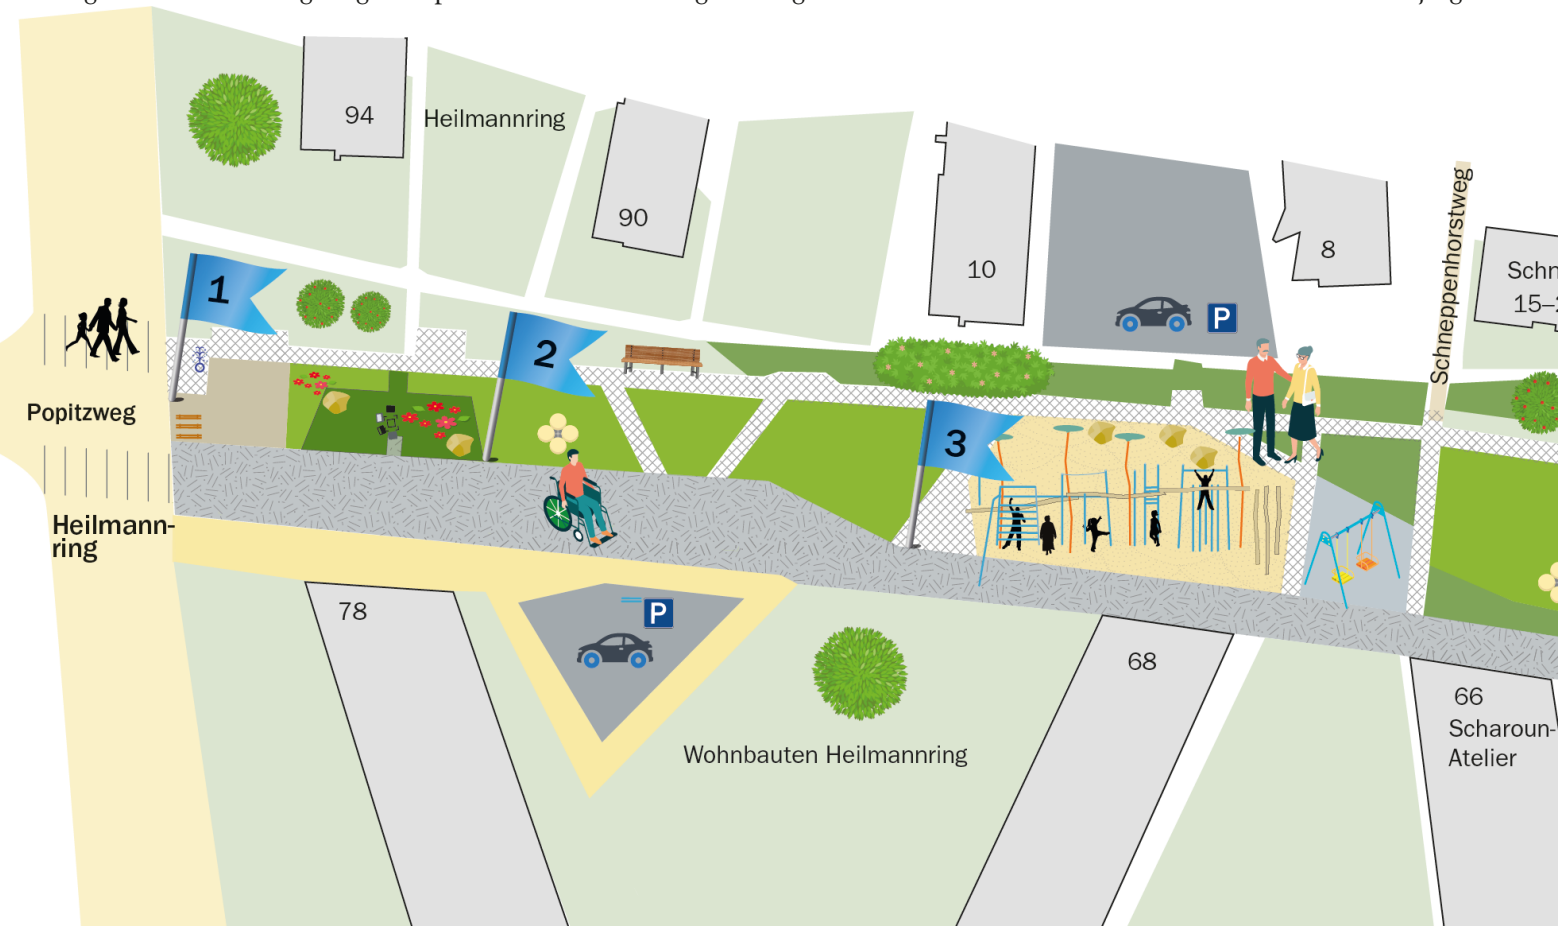 94
Heilmannring
90
10
8
Schneppenhorstweg
Schn
15–
1
2
3
P
Popitzweg
Heilmann-
ring
78
P
68
66
Scharoun-
Atelier
Wohnbauten Heilmannring